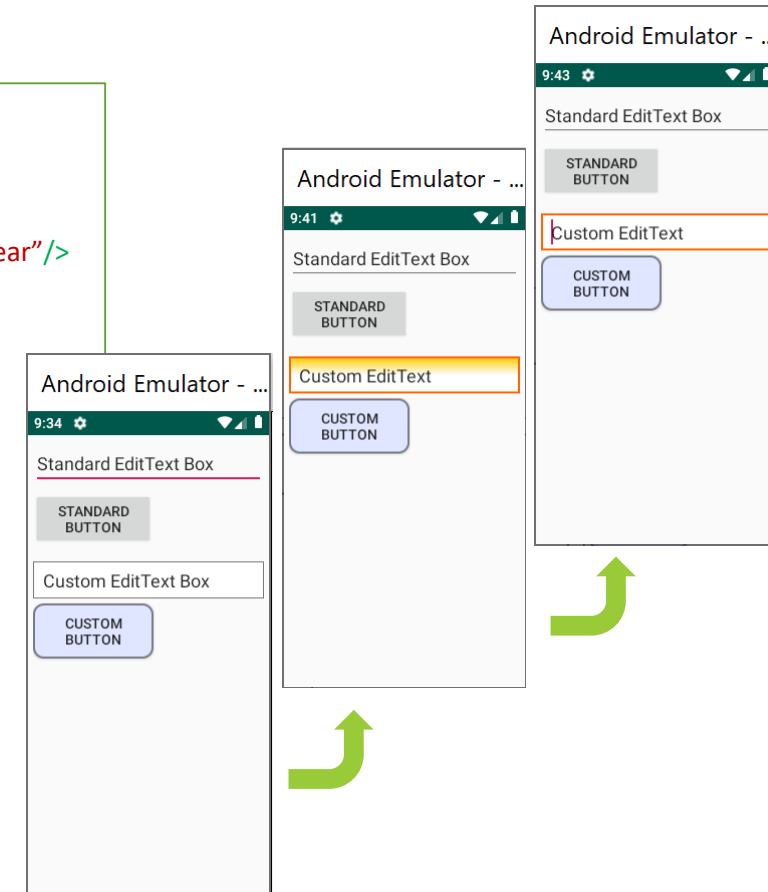 ear”/>
Android Emulator - ...
9:34
Standard EditText Box
STANDARD
BUTTON
Custom EditText Box
CUSTOM
BUTTON
Android Emulator - ...
9:41
Standard EditText Box
STANDARD
BUTTON
Custom EditText
CUSTOM
BUTTON
Android Emulator - ..
9:43
Standard EditText Box
STANDARD
BUTTON
Custom EditText
CUSTOM
BUTTON